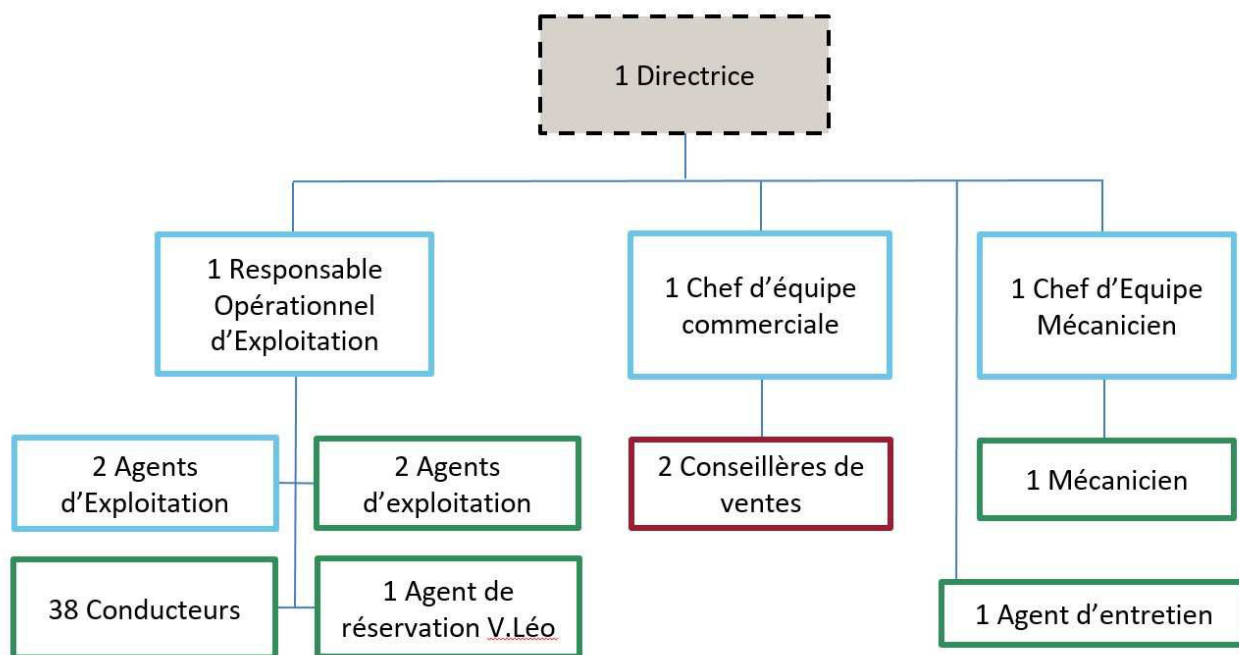 1 Directrice
1 Responsable
Opérationnel
d’Exploitation
1 Chef d’équipe
commerciale
1 Chef d’Equipe
Mécanicien
2 Agents
d’Exploitation
2 Agents
d’exploitation
2 Conseillères de
ventes
1 Mécanicien
38 Conducteurs
1 Agent de
réservation V.Léo
1 Agent d’entretien